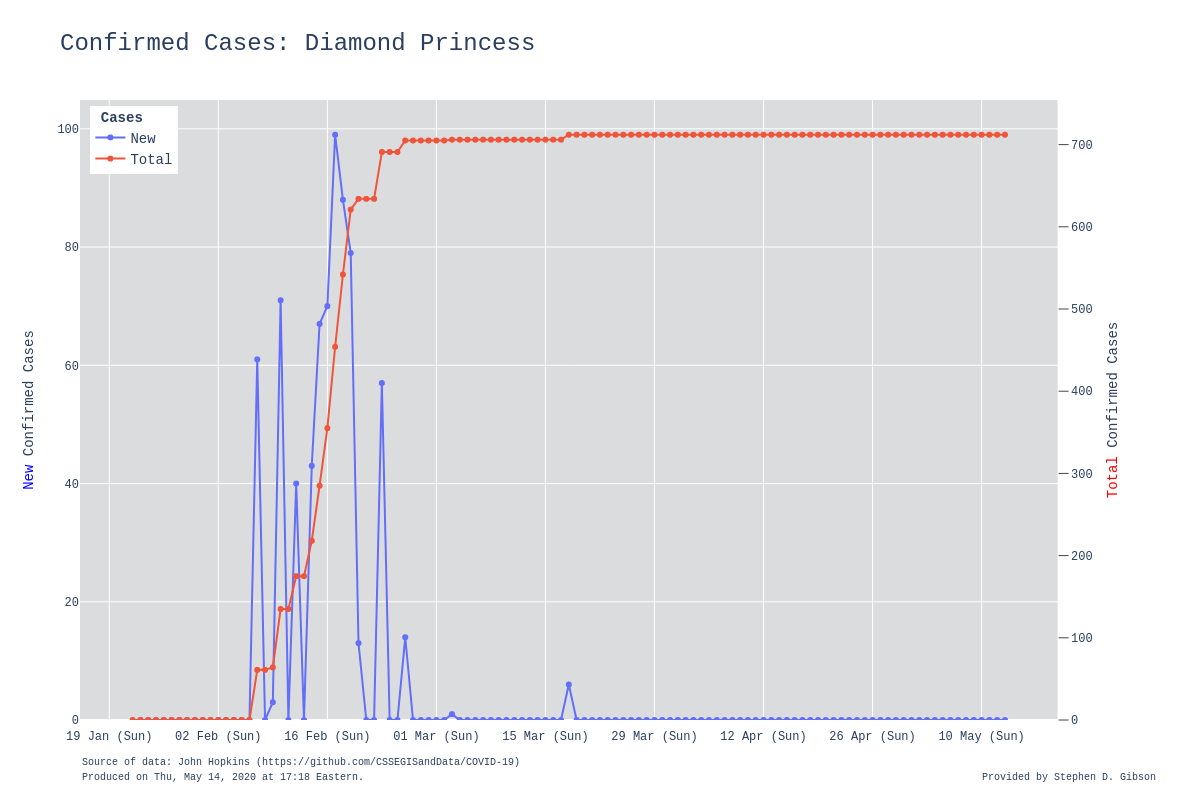 Confirmed Cases: Diamond Princess
Cases
New
Total
100
80
60
40
20
0
New Confirmed Cases
700
600
500
400
300
200
100
0
Total Confirmed Cases
19 Jan (Sun) 02 Feb (Sun) 16 Feb (Sun) 01 Mar (Sun) 15 Mar (Sun) 29 Mar (Sun) 12 Apr (Sun) 26 Apr (Sun) 10 May (Sun)
Source of data: John Hopkins (https://github.com/CSSEGISandData/COVID-19)
Produced on Thu, May 14, 2020 at 17:18 Eastern.
Provided by Stephen D. Gibson